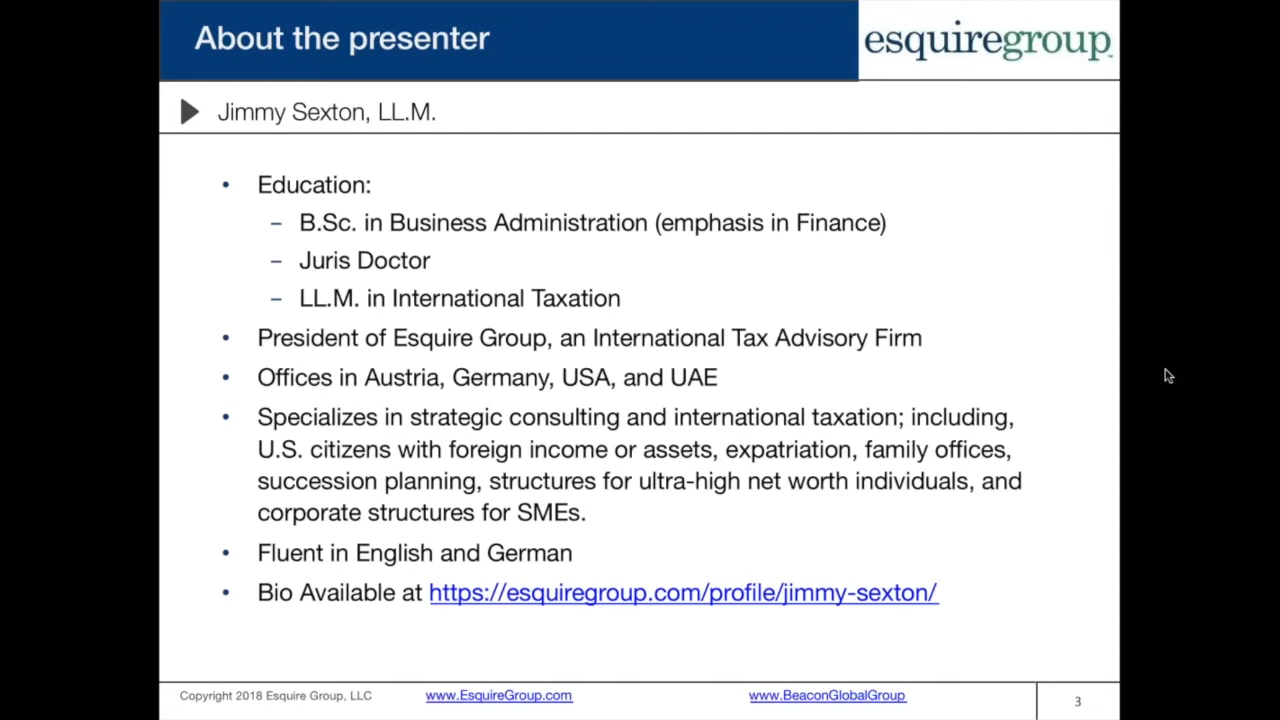 About the presenter
esquiregroup™
Jimmy Sexton, LL.M.
• Education:
– B.Sc. in Business Administration (emphasis in Finance)
– Juris Doctor
– LL.M. in International Taxation
• President of Esquire Group, an International Tax Advisory Firm
• Offices in Austria, Germany, USA, and UAE
• Specializes in strategic consulting and international taxation; including,
U.S. citizens with foreign income or assets, expatriation, family offices,
succession planning, structures for ultra-high net worth individuals, and
corporate structures for SMEs.
• Fluent in English and German
• Bio Available at https://esquiregroup.com/profile/jimmy-sexton/
Copyright 2018 Esquire Group, LLC
www.EsquireGroup.com
www.BeaconGlobalGroup
3